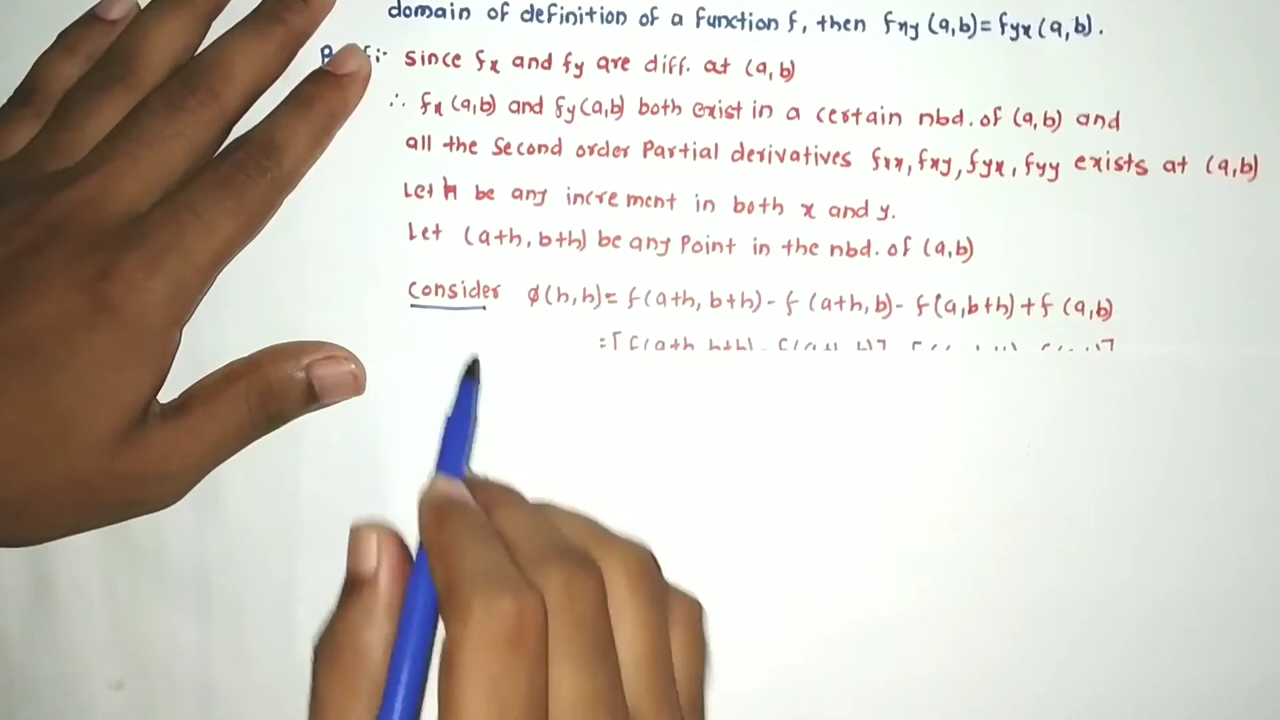 domain of definition of a function f, then fxy (a,b)= fyx (a,b).
since fx and fy are diff. at (a,b)
∴ fx (a,b) and fy (a,b) both exist in a certain nbd. of (a,b) and
all the second order Partial derivatives fxx, fxy, fyx, fyy exists at (a,b)
Let h be any increment in both x and y.
Let (a+h, b+h) be any Point in the nbd. of (a,b)
Consider ϕ(h,h)= f(a+h, b+h)- f (a+h, b)- f(a,b+h)+f (a,b)